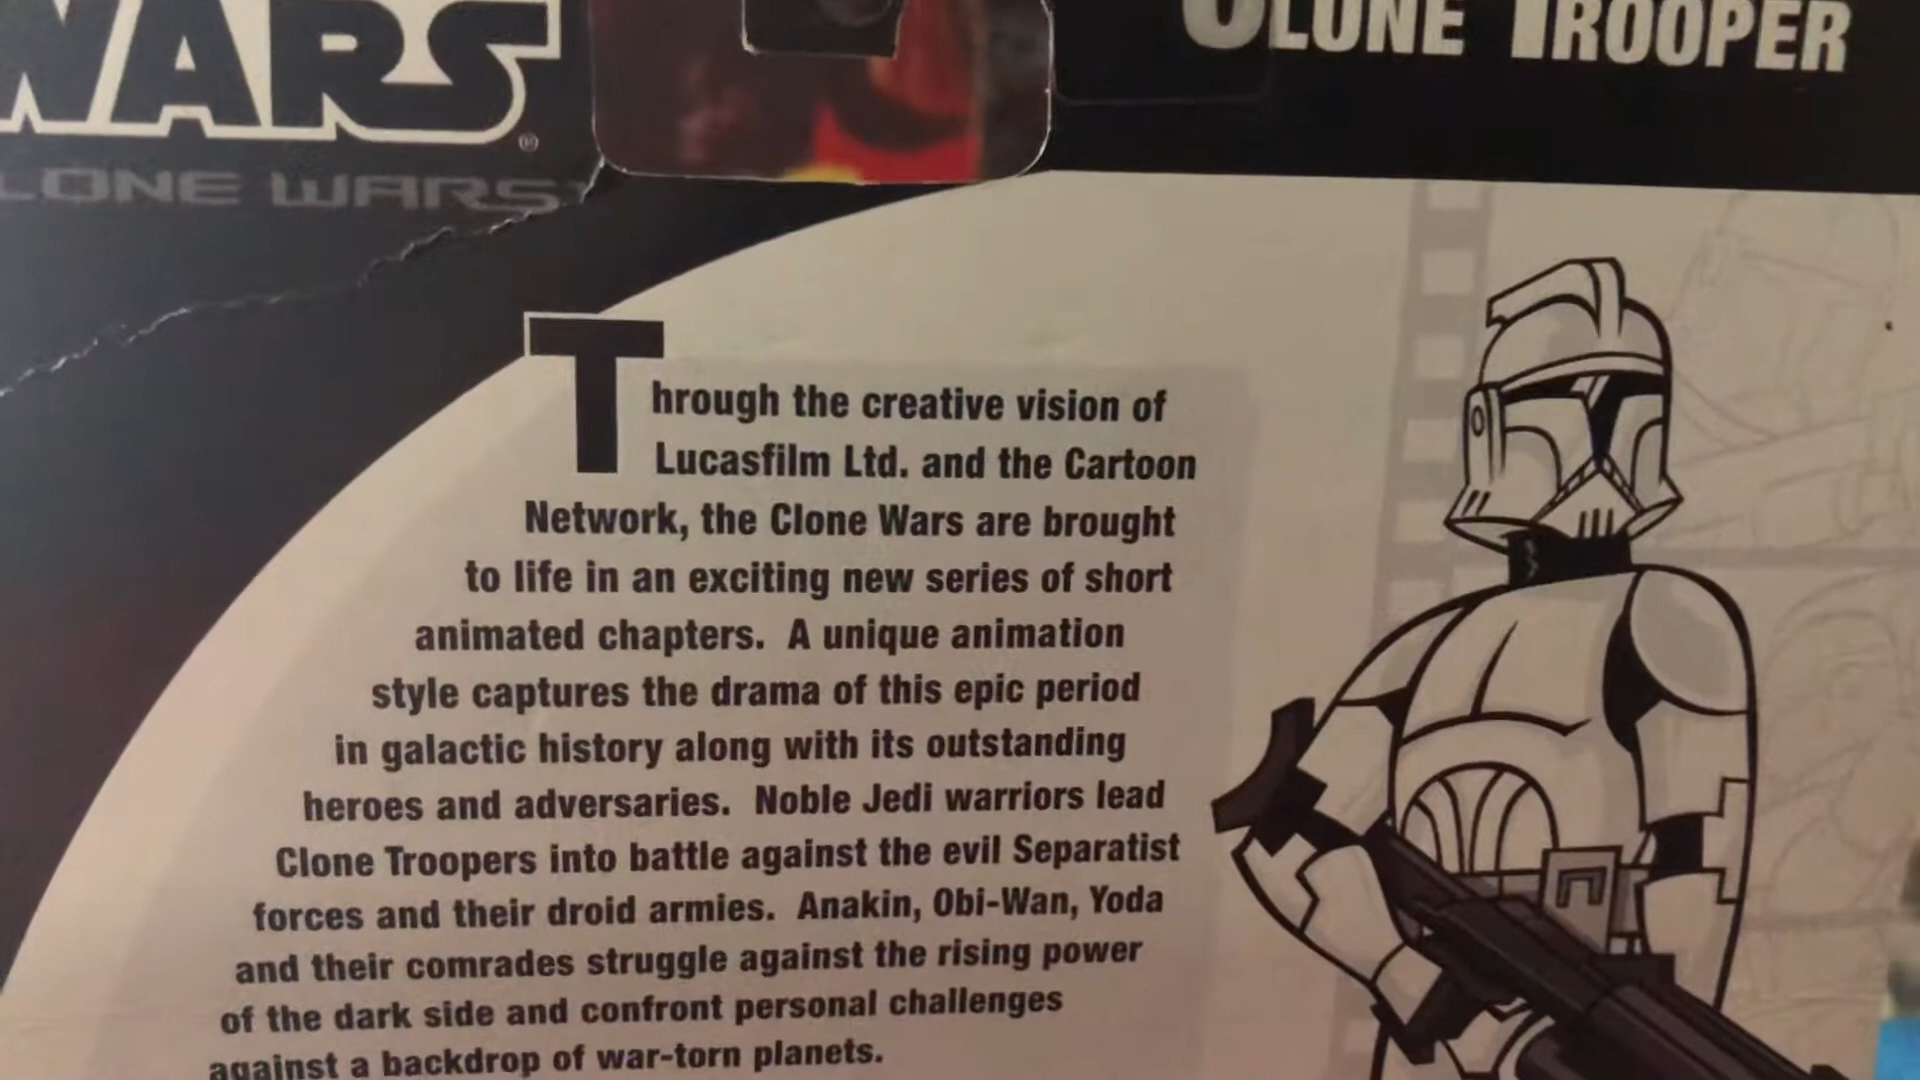 WARS®
CLONE WARS
CLONE TROOPER
Through the creative vision of
Lucasfilm Ltd. and the Cartoon
Network, the Clone Wars are brought
to life in an exciting new series of short
animated chapters. A unique animation
style captures the drama of this epic period
in galactic history along with its outstanding
heroes and adversaries. Noble Jedi warriors lead
Clone Troopers into battle against the evil Separatist
forces and their droid armies. Anakin, Obi-Wan, Yoda
and their comrades struggle against the rising power
of the dark side and confront personal challenges
against a backdrop of war-torn planets.